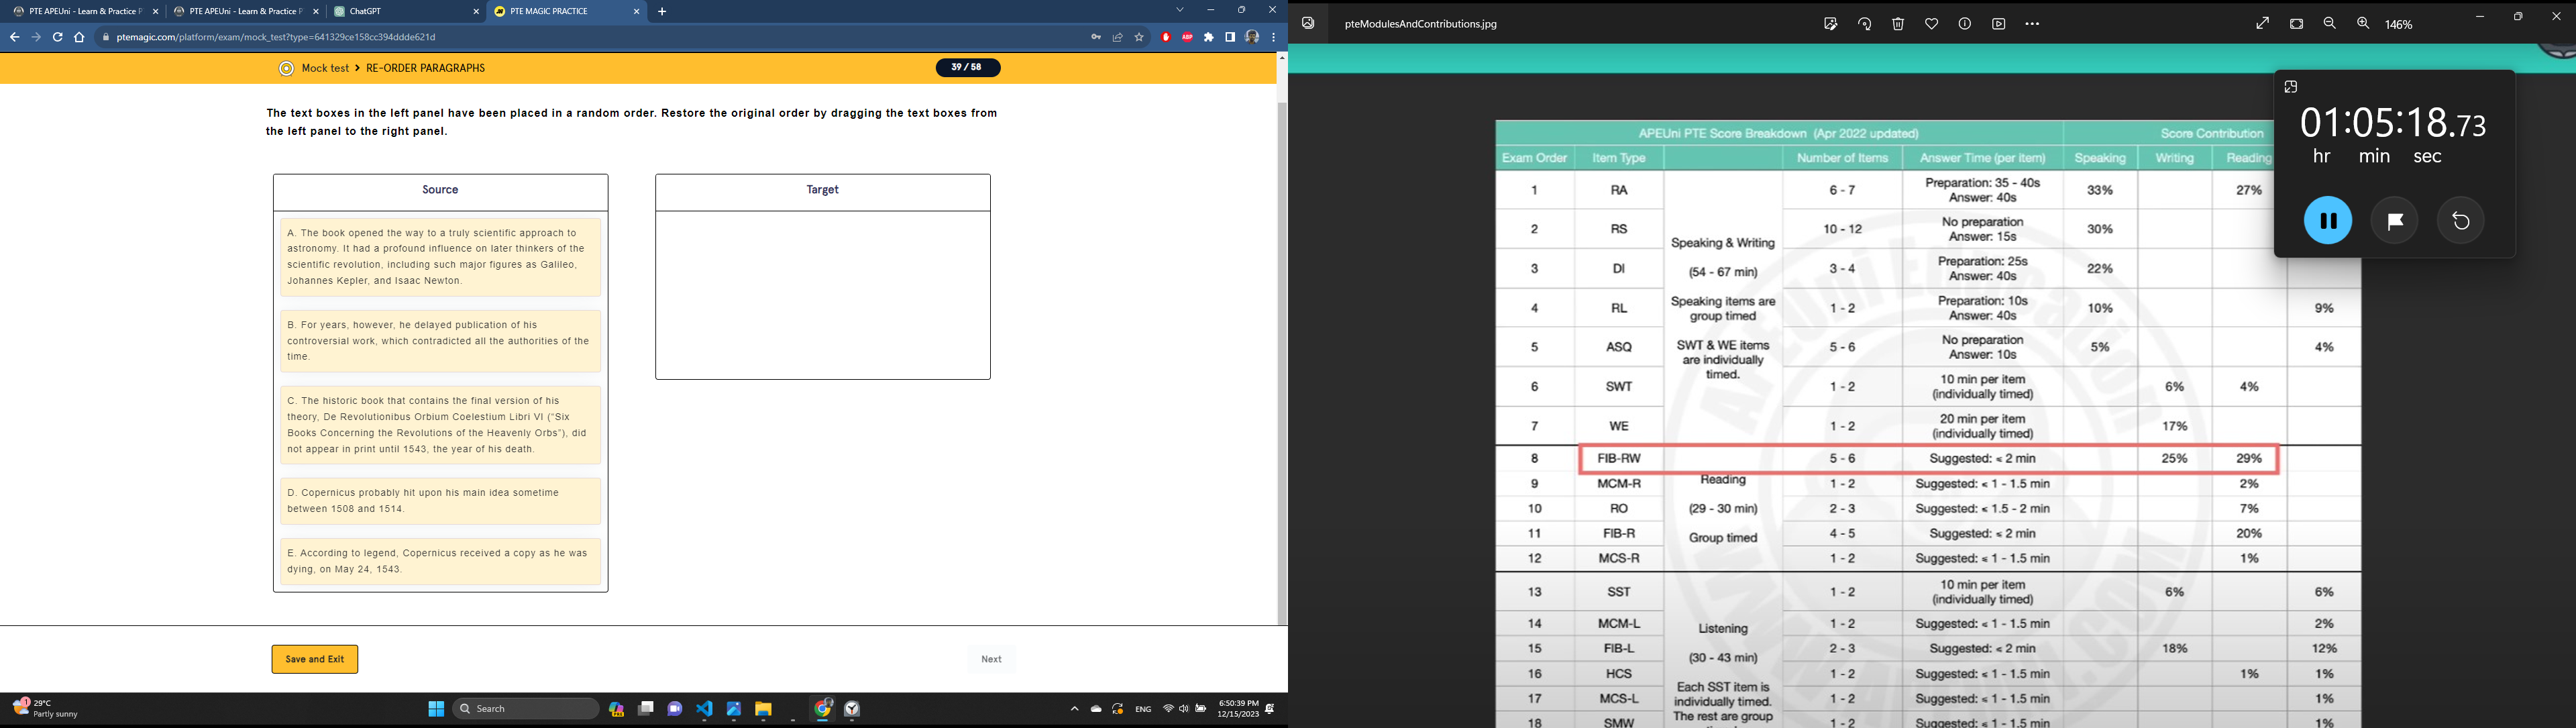 PTE APEUni - Learn & Practice P
PTE APEUni - Learn & Practice P
ChatGPT
PTE MAGIC PRACTICE
ptemagic.com/platform/exam/mock_test?type=641329ce158cc394ddde621d
ABP
Mock test > RE-ORDER PARAGRAPHS
39 / 58
The text boxes in the left panel have been placed in a random order. Restore the original order by dragging the text boxes from
the left panel to the right panel.
Source
Target
A. The book opened the way to a truly scientific approach to
astronomy. It had a profound influence on later thinkers of the
scientific revolution, including such major figures as Galileo,
Johannes Kepler, and Isaac Newton.
B. For years, however, he delayed publication of his
controversial work, which contradicted all the authorities of the
time.
C. The historic book that contains the final version of his
theory, De Revolutionibus Orbium Coelestium Libri VI ("Six
Books Concerning the Revolutions of the Heavenly Orbs"), did
not appear in print until 1543, the year of his death.
D. Copernicus probably hit upon his main idea sometime
between 1508 and 1514.
E. According to legend, Copernicus received a copy as he was
dying, on May 24, 1543.
Save and Exit
Next
29°C
Partly sunny
Search
ENG
6:50:39 PM
12/15/2023
pteModulesAndContributions.jpg
146%
01:05:18.73
hr min sec
APEUni PTE Score Breakdown (Apr 2022 updated) Score Contribution
Exam Order Item Type Number of Items Answer Time (per item) Speaking Writing Reading
1 RA 6 - 7 Preparation: 35 - 40s Answer: 40s 33% 27%
2 RS 10 - 12 No preparation Answer: 15s 30%
3 DI 3 - 4 Preparation: 25s Answer: 40s 22%
4 RL 1 - 2 Preparation: 10s Answer: 40s 10% 9%
5 ASQ 5 - 6 No preparation Answer: 10s 5% 4%
6 SWT 1 - 2 10 min per item (individually timed) 6% 4%
7 WE 1 - 2 20 min per item (individually timed) 17%
Speaking & Writing
(54 - 67 min)
Speaking items are
group timed
SWT & WE items
are individually
timed.
8 FIB-RW 5 - 6 Suggested: < 2 min 25% 29%
9 MCM-R 1 - 2 Suggested: < 1 - 1.5 min 2%
10 RO 2 - 3 Suggested: < 1.5 - 2 min 7%
11 FIB-R 4 - 5 Suggested: < 2 min 20%
12 MCS-R 1 - 2 Suggested: < 1 - 1.5 min 1%
Reading
(29 - 30 min)
Group timed
13 SST 1 - 2 10 min per item (individually timed) 6% 6%
14 MCM-L 1 - 2 Suggested: < 1 - 1.5 min 2%
15 FIB-L 2 - 3 Suggested: < 2 min 18% 12%
16 HCS 1 - 2 Suggested: < 1 - 1.5 min 1% 1%
17 MCS-L 1 - 2 Suggested: < 1 - 1.5 min 1%
18 SMW 1 - 2 Suggested: < 1 - 1.5 min 1%
Listening
(30 - 43 min)
Each SST item is
individually timed.
The rest are group